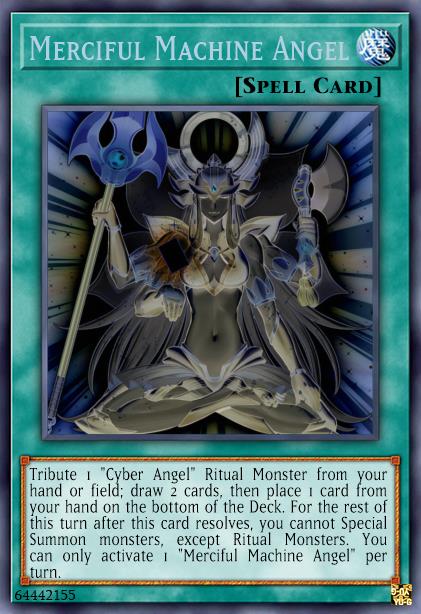 Merciful Machine Angel 魔
[Spell Card]
Tribute 1 "Cyber Angel" Ritual Monster from your
hand or field; draw 2 cards, then place 1 card from
your hand on the bottom of the Deck. For the rest of
this turn after this card resolves, you cannot Special
Summon monsters, except Ritual Monsters. You
can only activate 1 "Merciful Machine Angel" per
turn.
64442155